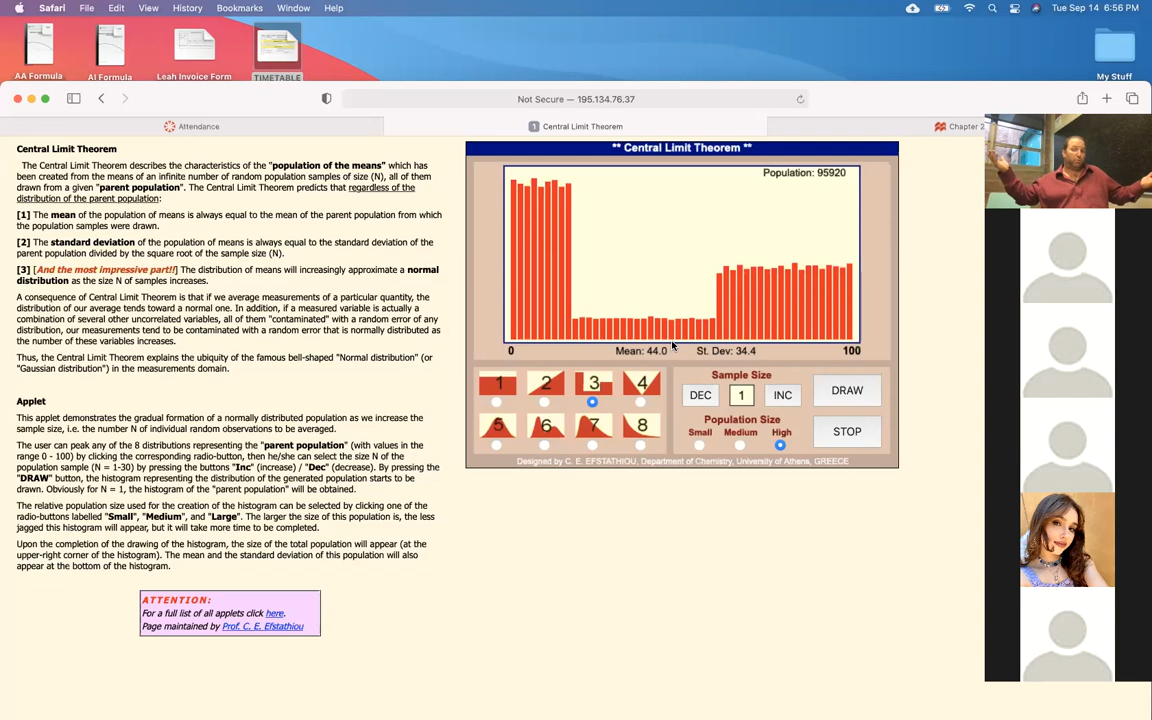 Safari File Edit View History Bookmarks Window Help
Tue Sep 14 6:56 PM
AA Formula
AI Formula
Leah Invoice Form
TIMETABLE
My Stuff
Not Secure — 195.134.76.37
Attendance
1 Central Limit Theorem
Chapter 2
Central Limit Theorem
The Central Limit Theorem describes the characteristics of the "population of the means" which has
been created from the means of an infinite number of random population samples of size (N), all of them
drawn from a given "parent population". The Central Limit Theorem predicts that regardless of the
distribution of the parent population:
[1] The mean of the population of means is always equal to the mean of the parent population from which
the population samples were drawn.
[2] The standard deviation of the population of means is always equal to the standard deviation of the
parent population divided by the square root of the sample size (N).
[3] [And the most impressive part!!] The distribution of means will increasingly approximate a normal
distribution as the size N of samples increases.
A consequence of Central Limit Theorem is that if we average measurements of a particular quantity, the
distribution of our average tends toward a normal one. In addition, if a measured variable is actually a
combination of several other uncorrelated variables, all of them "contaminated" with a random error of any
distribution, our measurements tend to be contaminated with a random error that is normally distributed as
the number of these variables increases.
Thus, the Central Limit Theorem explains the ubiquity of the famous bell-shaped "Normal distribution" (or
"Gaussian distribution") in the measurements domain.
Applet
This applet demonstrates the gradual formation of a normally distributed population as we increase the
sample size, i.e. the number N of individual random observations to be averaged.
The user can peak any of the 8 distributions representing the "parent population" (with values in the
range 0 - 100) by clicking the corresponding radio-button, then he/she can select the size N of the
population sample (N = 1-30) by pressing the buttons "Inc" (increase) / "Dec" (decrease). By pressing the
"DRAW" button, the histogram representing the distribution of the generated population starts to be
drawn. Obviously for N = 1, the histogram of the "parent population" will be obtained.
The relative population size used for the creation of the histogram can be selected by clicking one of the
radio-buttons labelled "Small", "Medium", and "Large". The larger the size of this population is, the less
jagged this histogram will appear, but it will take more time to be completed.
Upon the completion of the drawing of the histogram, the size of the total population will appear (at the
upper-right corner of the histogram). The mean and the standard deviation of this population will also
appear at the bottom of the histogram.
ATTENTION:
For a full list of all applets click here.
Page maintained by Prof. C. E. Efstathiou
** Central Limit Theorem **
Population: 95920
0 Mean: 44.0 St. Dev: 34.4 100
1 2 3 4
5 6 7 8
Sample Size
DEC 1 INC
DRAW
Population Size
Small Medium High
STOP
Designed by C. E. EFSTATHIOU, Department of Chemistry, University of Athens, GREECE